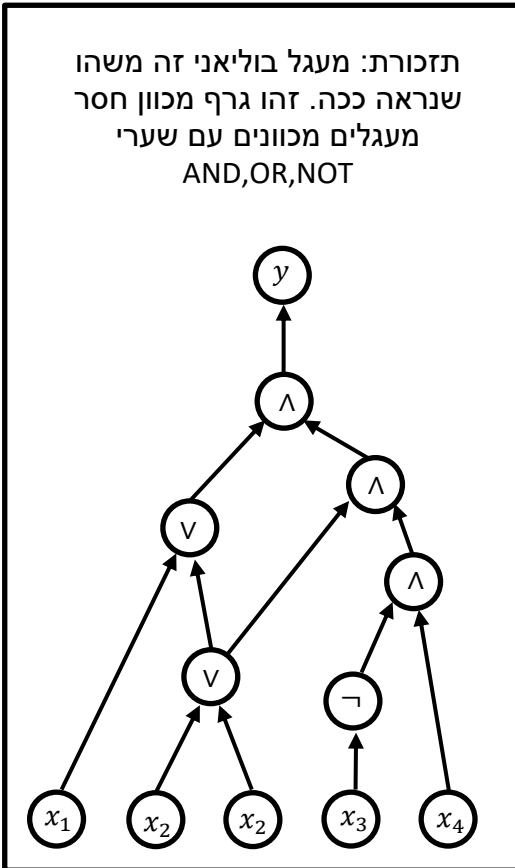 תזכורת: מעגל בוליאני זה משהו
שנראה ככה. זהו גרף מכוון חסר
מעגלים מכוונים עם שערי
AND,OR,NOT
y
∧
∧
∨
∧
∨
¬
x₁ x₂ x₂ x₃ x₄